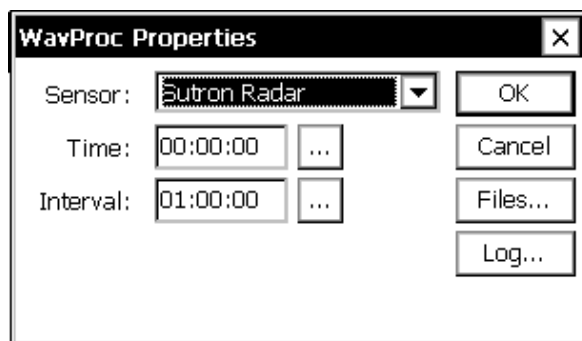 WavProc Properties
Sensor: Sutron Radar OK
Time: 00:00:00 ... Cancel
Interval: 01:00:00 ... Files...
Log...